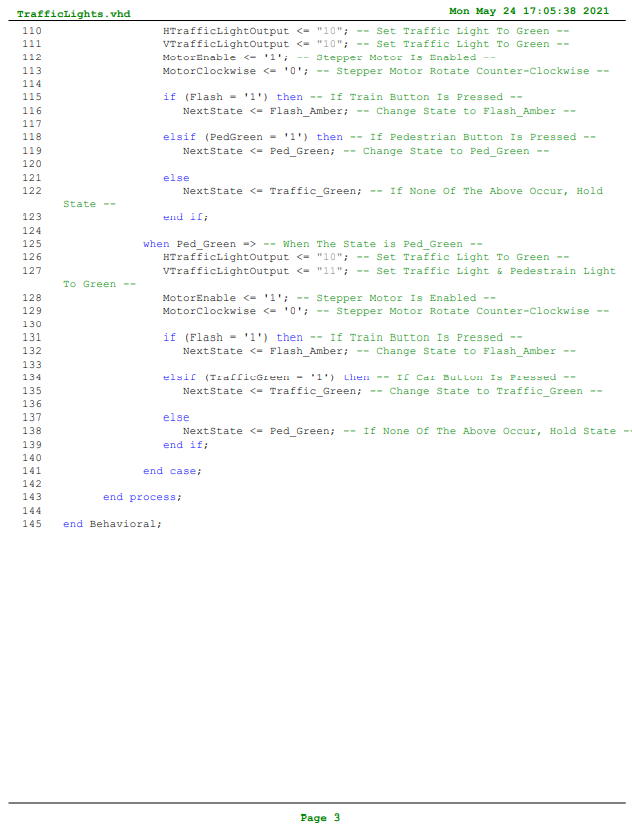 TrafficLights.vhd Mon May 24 17:05:38 2021
110 HTrafficLightOutput <= "10"; -- Set Traffic Light To Green --
111 VTrafficLightOutput <= "10"; -- Set Traffic Light To Green --
112 MotorEnable <= '1'; -- Stepper Motor Is Enabled --
113 MotorClockwise <= '0'; -- Stepper Motor Rotate Counter-Clockwise --
114
115 if (Flash = '1') then -- If Train Button Is Pressed --
116 NextState <= Flash_Amber; -- Change State to Flash_Amber --
117
118 elsif (PedGreen = '1') then -- If Pedestrian Button Is Pressed --
119 NextState <= Ped_Green; -- Change State to Ped_Green --
120
121 else
122 NextState <= Traffic_Green; -- If None Of The Above Occur, Hold
State --
123 end if;
124
125 when Ped_Green => -- When The State is Ped_Green --
126 HTrafficLightOutput <= "10"; -- Set Traffic Light To Green --
127 VTrafficLightOutput <= "11"; -- Set Traffic Light & Pedestrain Light
To Green --
128 MotorEnable <= '1'; -- Stepper Motor Is Enabled --
129 MotorClockwise <= '0'; -- Stepper Motor Rotate Counter-Clockwise --
130
131 if (Flash = '1') then -- If Train Button Is Pressed --
132 NextState <= Flash_Amber; -- Change State to Flash_Amber --
133
134 elsif (TrafficGreen = '1') then -- If Car Button Is Pressed --
135 NextState <= Traffic_Green; -- Change State to Traffic_Green --
136
137 else
138 NextState <= Ped_Green; -- If None Of The Above Occur, Hold State --
139 end if;
140
141 end case;
142
143 end process;
144
145 end Behavioral;
Page 3